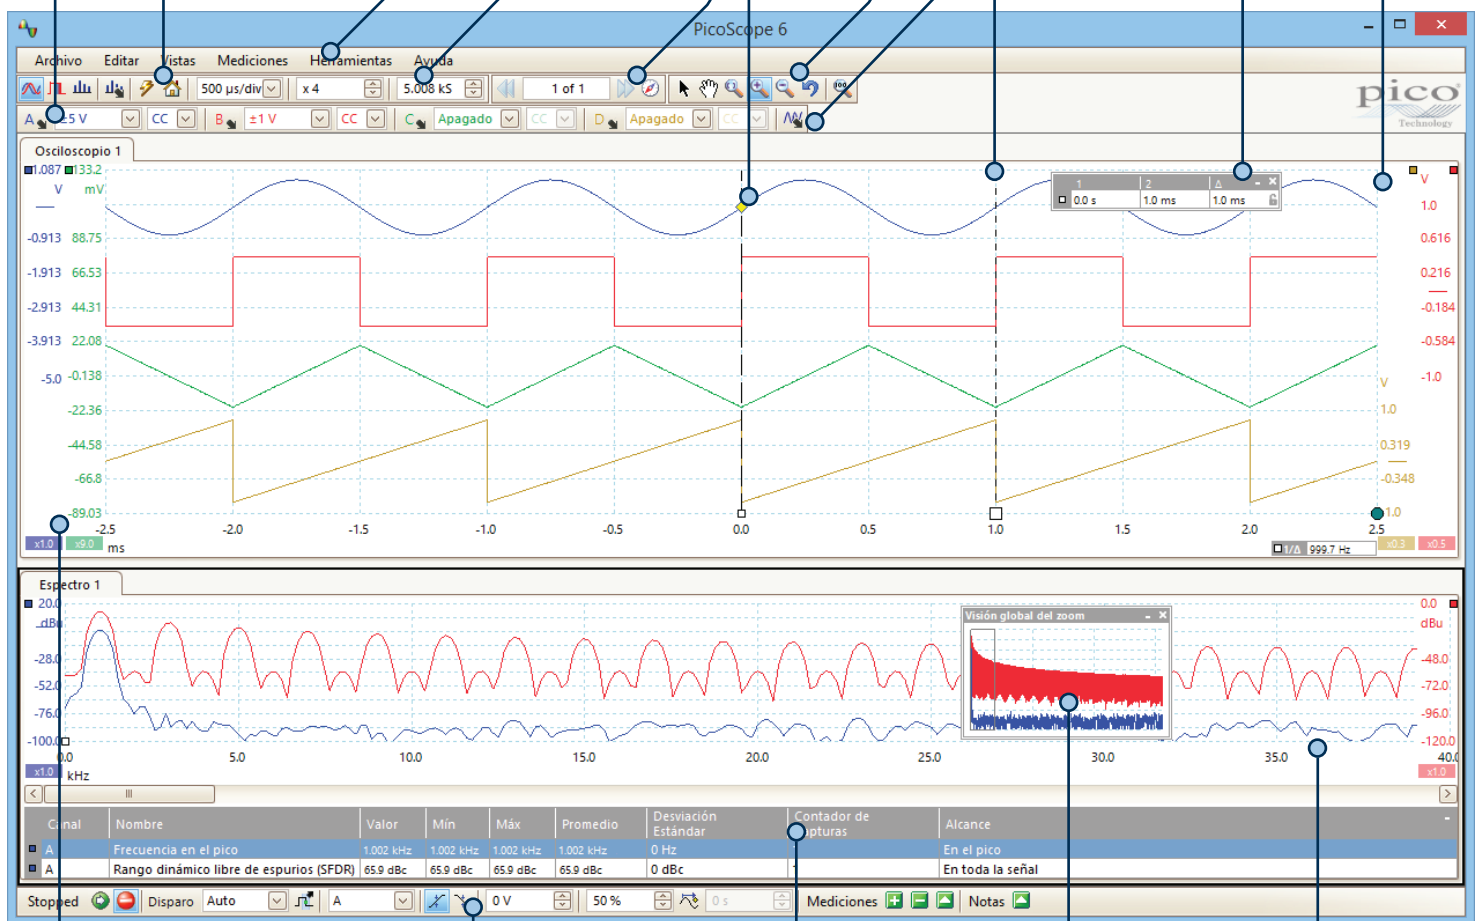 PicoScope 6
Archivo Editar Vistas Mediciones Herramientas Ayuda
500 µs/div x 4 5.008 kS 1 of 1
pico
Technology
A ±5 V CC B ±1 V CC C Apagado CC D Apagado CC
Osciloscopio 1
1.087 133.2
V mV
-0.913 88.75
-1.913 66.53
-2.913 44.31
-3.913 22.08
-5.0 -0.138
-22.36
-44.58
-66.8
-89.03
1 2 Δ
0.0 s 1.0 ms 1.0 ms
V
1.0
0.616
0.216
-0.184
-0.584
-1.0
V
1.0
0.319
-0.348
-1.0
-2.5 -2.0 -1.5 -1.0 -0.5 0.0 0.5 1.0 1.5 2.0 2.5
x1.0 x9.0 ms
1/Δ 999.7 Hz x0.3 x0.5
Espectro 1
20.0
dBu
-28.0
-52.0
-76.0
-100.0
Visión global del zoom
0.0
dBu
-48.0
-72.0
-96.0
-120.0
0.0 5.0 10.0 15.0 20.0 25.0 30.0 35.0 40.0
x1.0 kHz x1.0
Canal Nombre Valor Mín Máx Promedio Desviación Estándar Contador de capturas Alcance
A Frecuencia en el pico 1.002 kHz 1.002 kHz 1.002 kHz 1.002 kHz 0 Hz En el pico
A Rango dinámico libre de espurios (SFDR) 65.9 dBc 65.9 dBc 65.9 dBc 65.9 dBc 0 dBc En toda la señal
Stopped Disparo Auto A 0 V 50 % 0 s Mediciones Notas